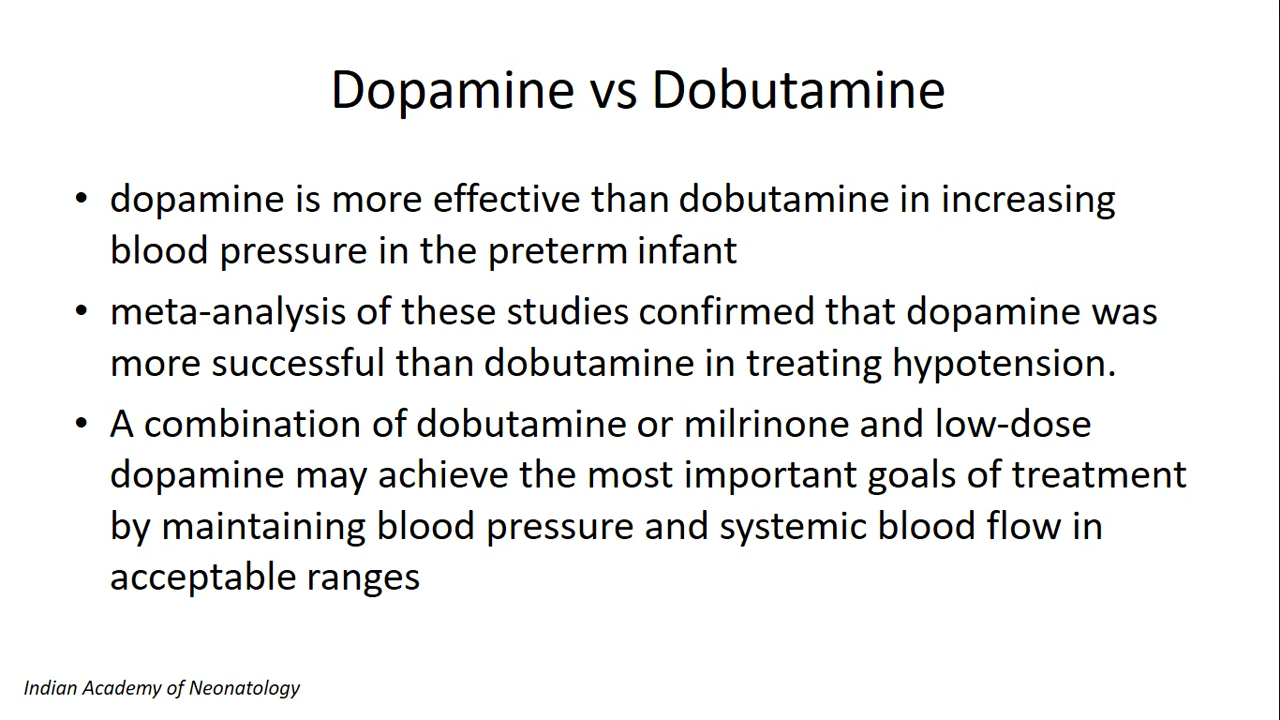 Dopamine vs Dobutamine
• dopamine is more effective than dobutamine in increasing
blood pressure in the preterm infant
• meta-analysis of these studies confirmed that dopamine was
more successful than dobutamine in treating hypotension.
• A combination of dobutamine or milrinone and low-dose
dopamine may achieve the most important goals of treatment
by maintaining blood pressure and systemic blood flow in
acceptable ranges
Indian Academy of Neonatology